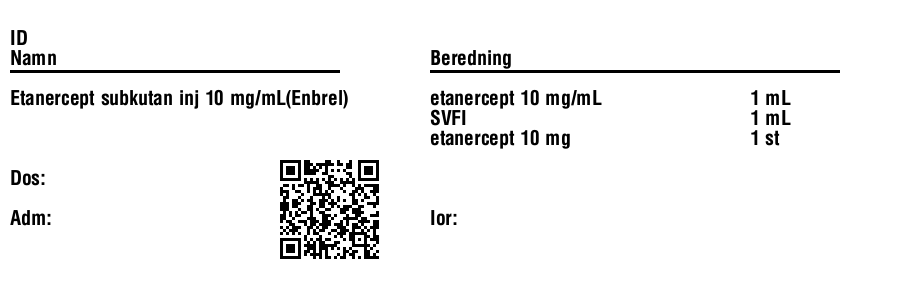 ID
Namn
Beredning
Etanercept subkutan inj 10 mg/mL(Enbrel)
etanercept 10 mg/mL 1 mL
SVFI 1 mL
etanercept 10 mg 1 st
Dos:
Adm:
Ior: